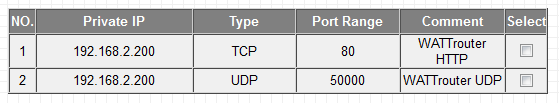 NO. Private IP Type Port Range Comment Select
1 192.168.2.200 TCP 80 WATTrouter HTTP
2 192.168.2.200 UDP 50000 WATTrouter UDP